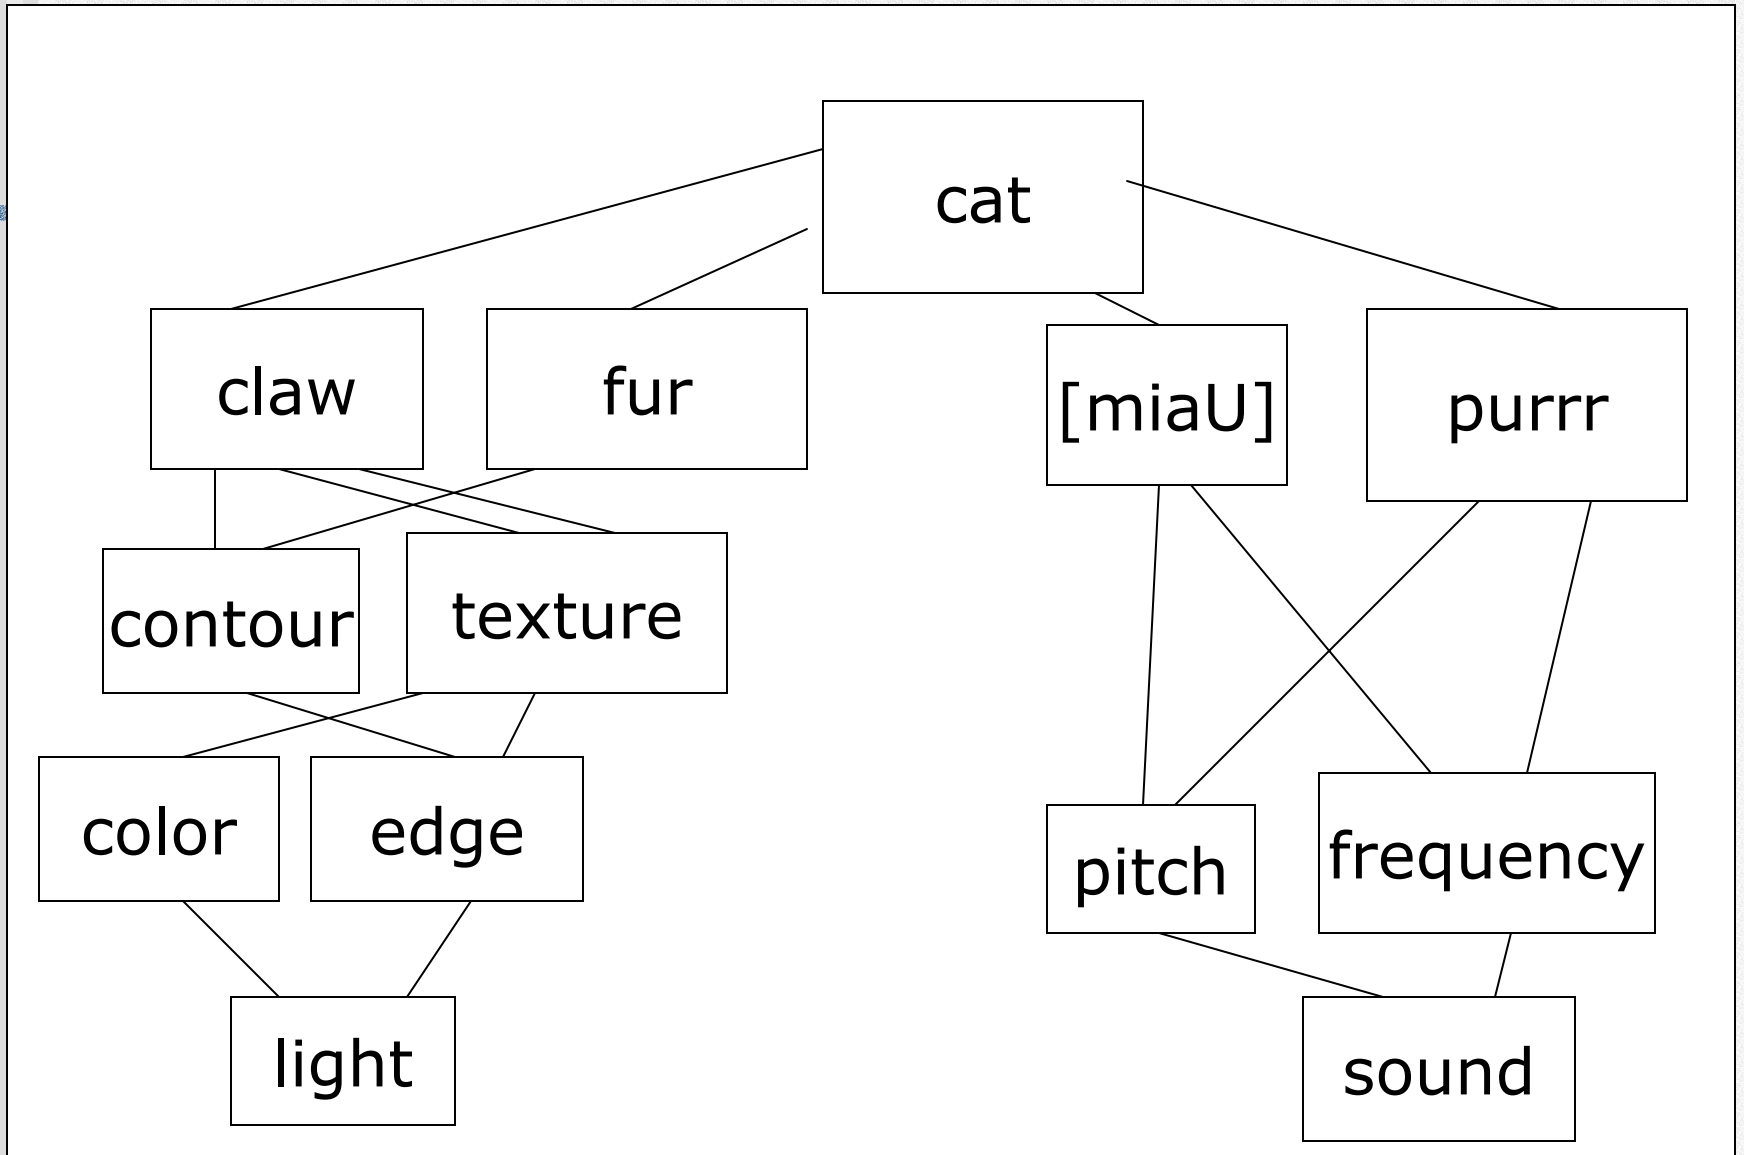 cat
claw
fur
[miaU]
purrr
contour
texture
color
edge
pitch
frequency
light
sound